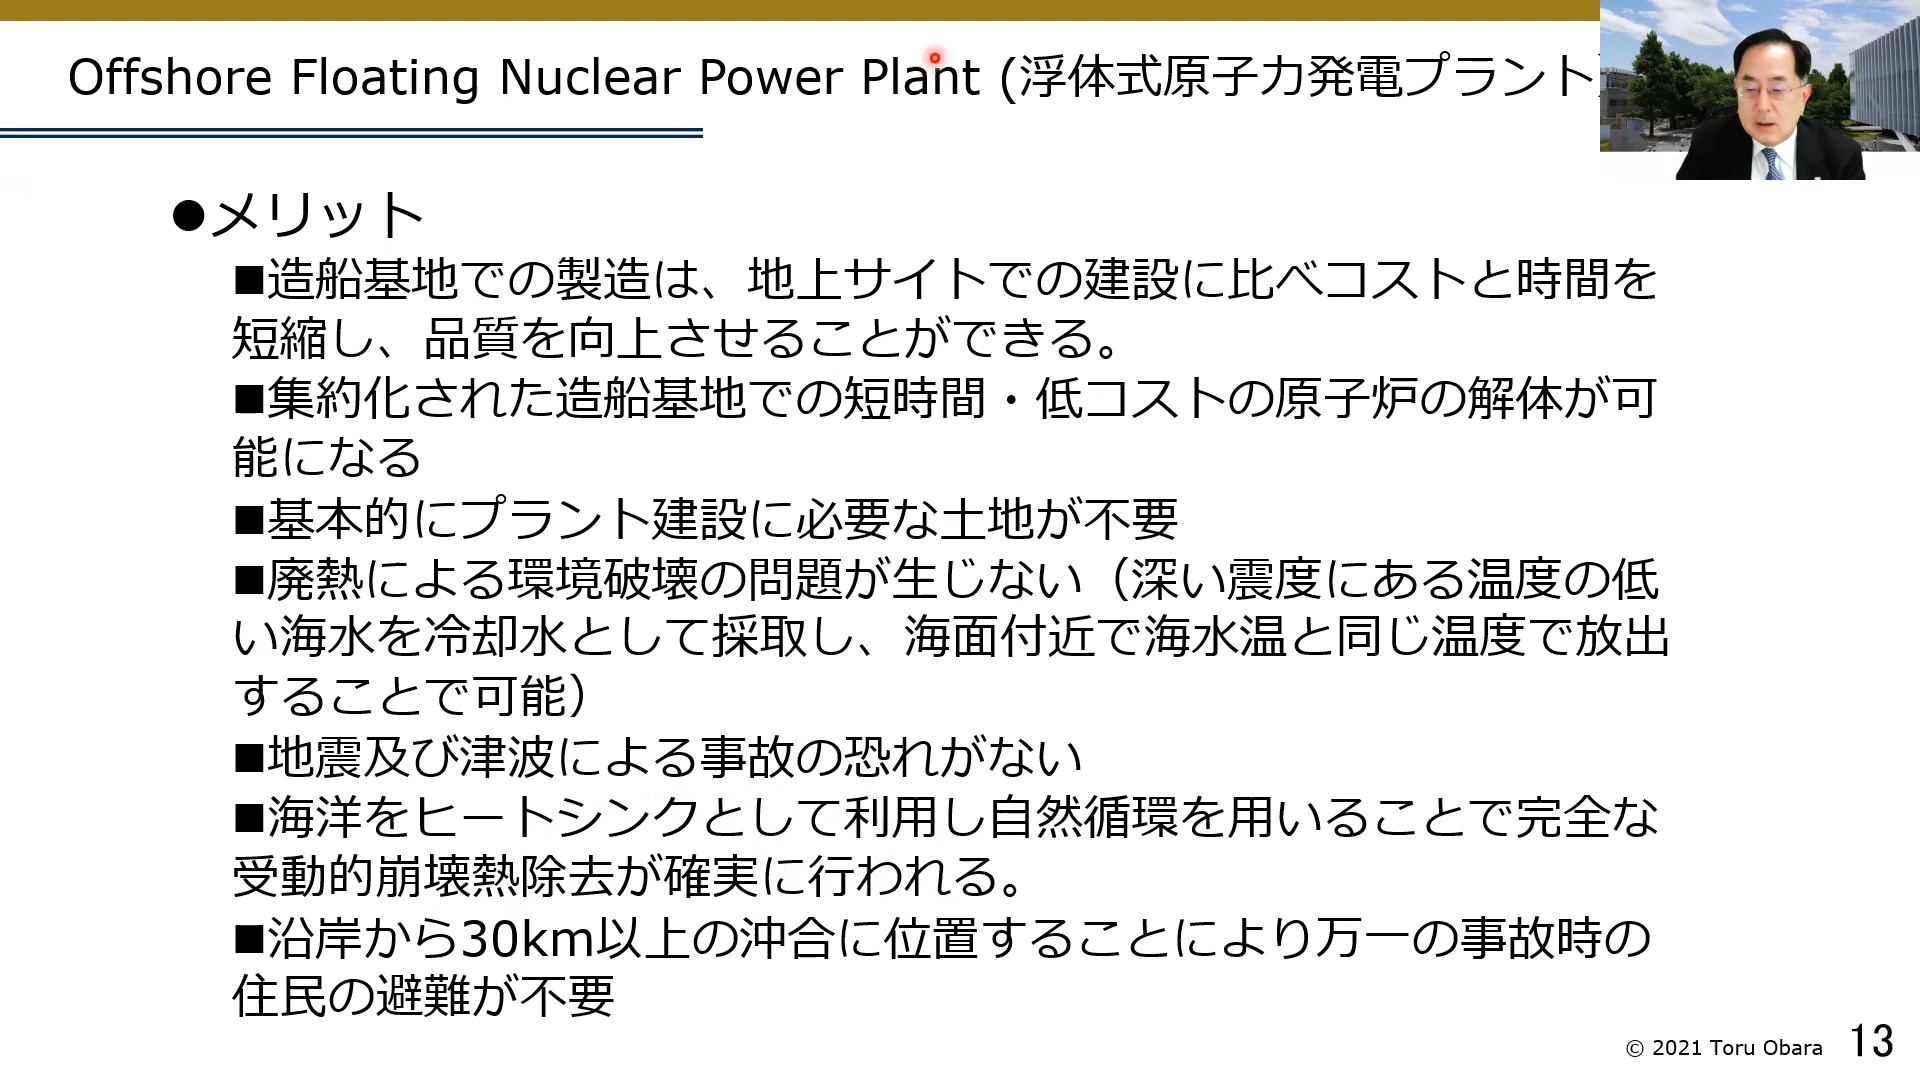 Offshore Floating Nuclear Power Plant (浮体式原子力発電プラント)
●メリット
■造船基地での製造は、地上サイトでの建設に比べコストと時間を
短縮し、品質を向上させることができる。
■集約化された造船基地での短時間・低コストの原子炉の解体が可
能になる
■基本的にプラント建設に必要な土地が不要
■廃熱による環境破壊の問題が生じない（深い震度にある温度の低
い海水を冷却水として採取し、海面付近で海水温と同じ温度で放出
することで可能）
■地震及び津波による事故の恐れがない
■海洋をヒートシンクとして利用し自然循環を用いることで完全な
受動的崩壊熱除去が確実に行われる。
■沿岸から30km以上の沖合に位置することにより万一の事故時の
住民の避難が不要
© 2021 Toru Obara 13